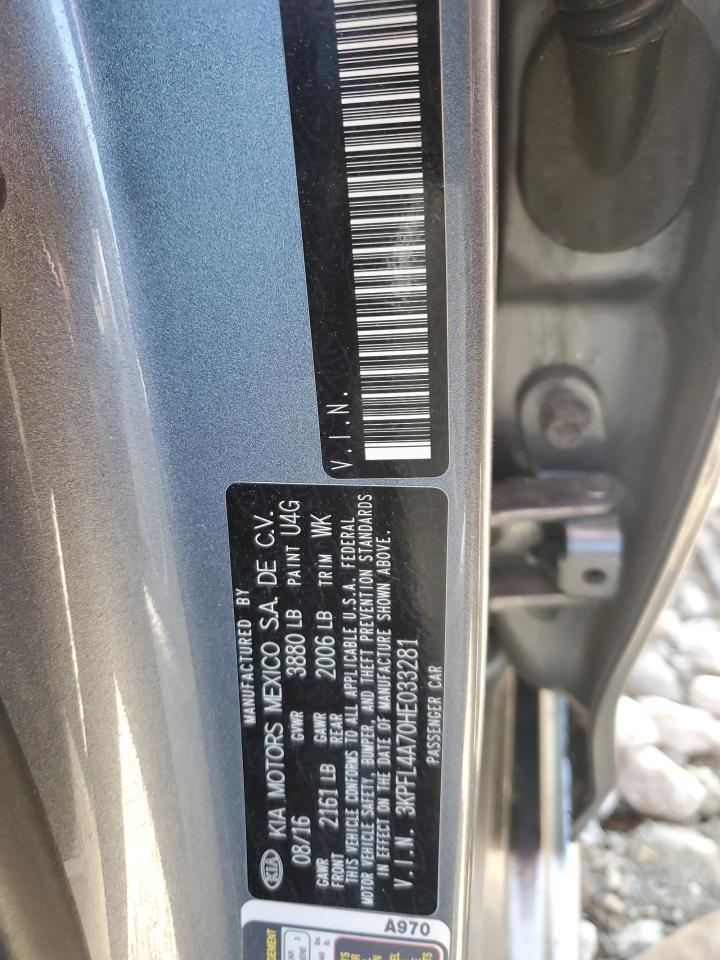 V.I.N.
MANUFACTURED BY
KIA KIA MOTORS MEXICO S.A. DE C.V.
08/16 GVWR 3880 LB PAINT U4G
GAWR FRONT 2161 LB GAWR REAR 2006 LB TRIM WK
THIS VEHICLE CONFORMS TO ALL APPLICABLE U.S.A. FEDERAL
MOTOR VEHICLE SAFETY, BUMPER, AND THEFT PREVENTION STANDARDS
IN EFFECT ON THE DATE OF MANUFACTURE SHOWN ABOVE.
V.I.N. 3KPFL4A70HE033281
PASSENGER CAR
A970